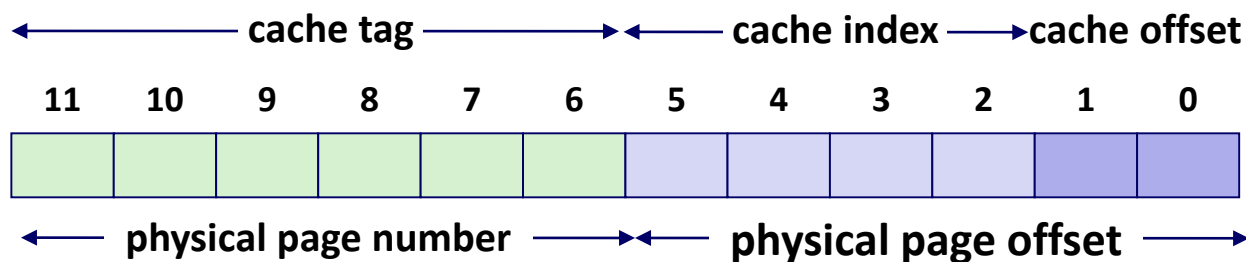 cache tag cache index cache offset
11 10 9 8 7 6 5 4 3 2 1 0
physical page number physical page offset